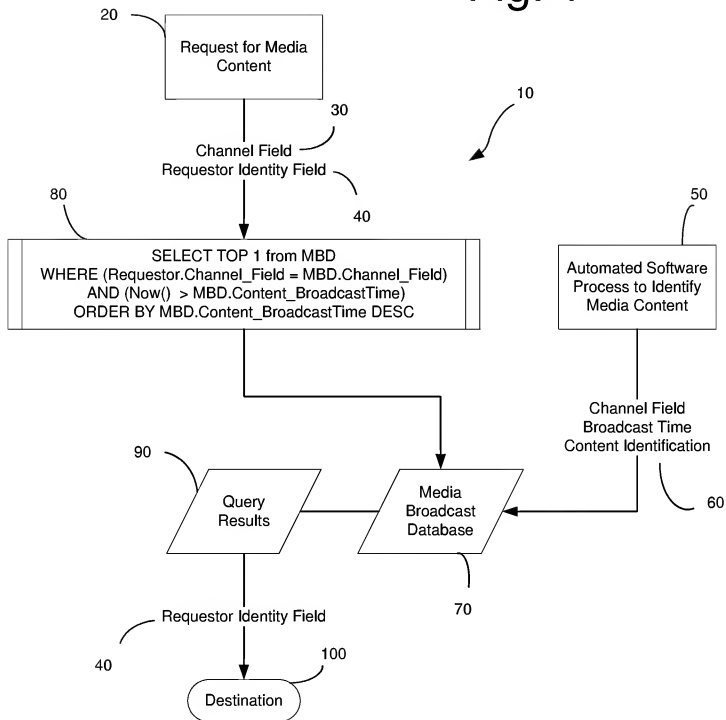 20
Request for Media
Content
10
30
Channel Field
Requestor Identity Field
40
80
50
SELECT TOP 1 from MBD
WHERE (Requestor.Channel_Field = MBD.Channel_Field)
AND (Now() > MBD.Content_BroadcastTime)
ORDER BY MBD.Content_BroadcastTime DESC
Automated Software
Process to Identify
Media Content
Channel Field
Broadcast Time
Content Identification
60
90
Query
Results
Media
Broadcast
Database
70
Requestor Identity Field
40
100
Destination